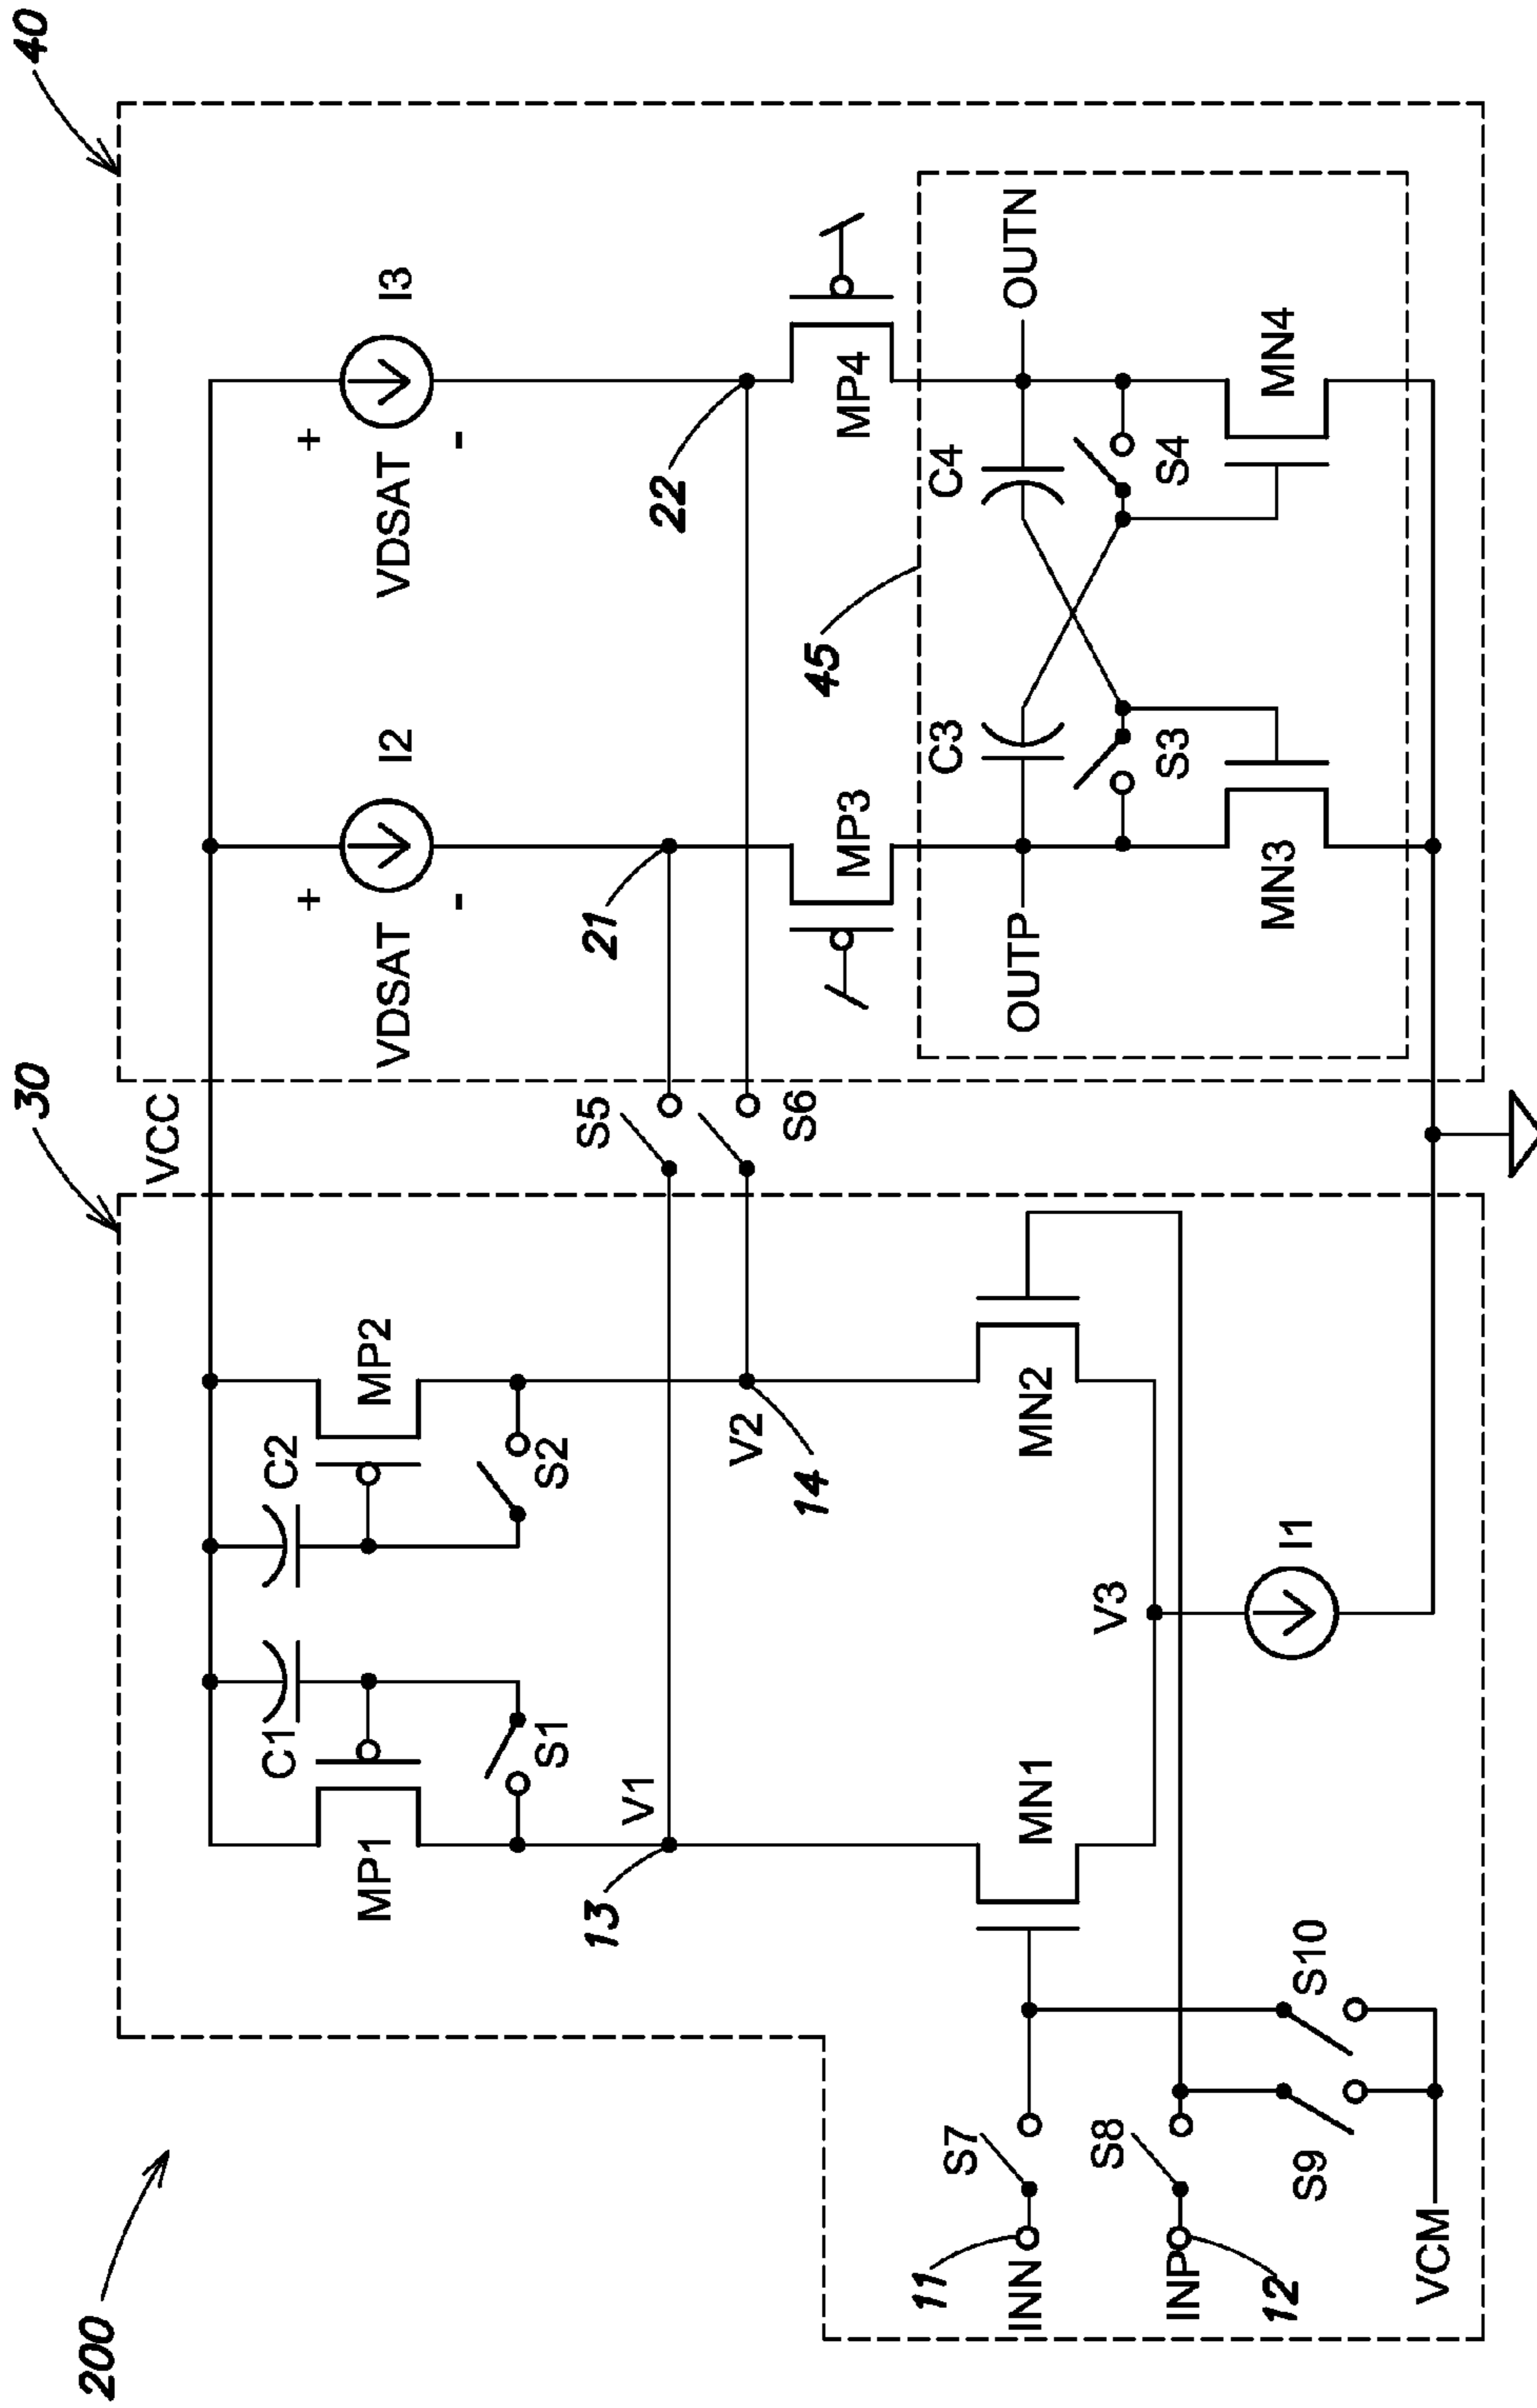 200
30
40
VCC
C1
C2
MP1
MP2
S1
S2
V1
V2
13
14
MN1
MN2
V3
I1
S7
S8
S9
S10
11
INN
INP
12
VCM
S5
S6
+
VDSAT
-
I2
+
VDSAT
-
I3
21
22
MP3
MP4
45
C3
C4
OUTP
OUTN
S3
S4
MN3
MN4